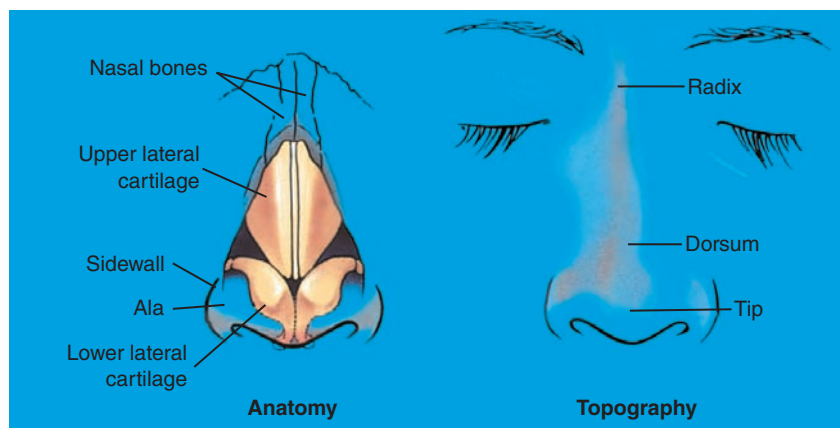 Nasal bones
Upper lateral
cartilage
Sidewall
Ala
Lower lateral
cartilage
Anatomy
Radix
Dorsum
Tip
Topography